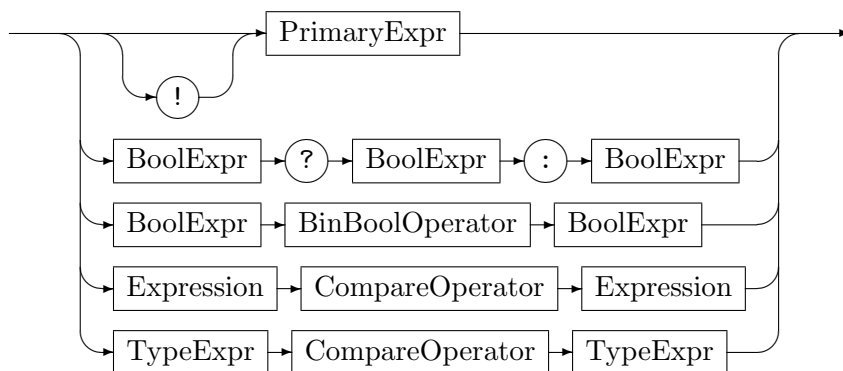 PrimaryExpr
!
BoolExpr ? BoolExpr : BoolExpr
BoolExpr BinBoolOperator BoolExpr
Expression CompareOperator Expression
TypeExpr CompareOperator TypeExpr